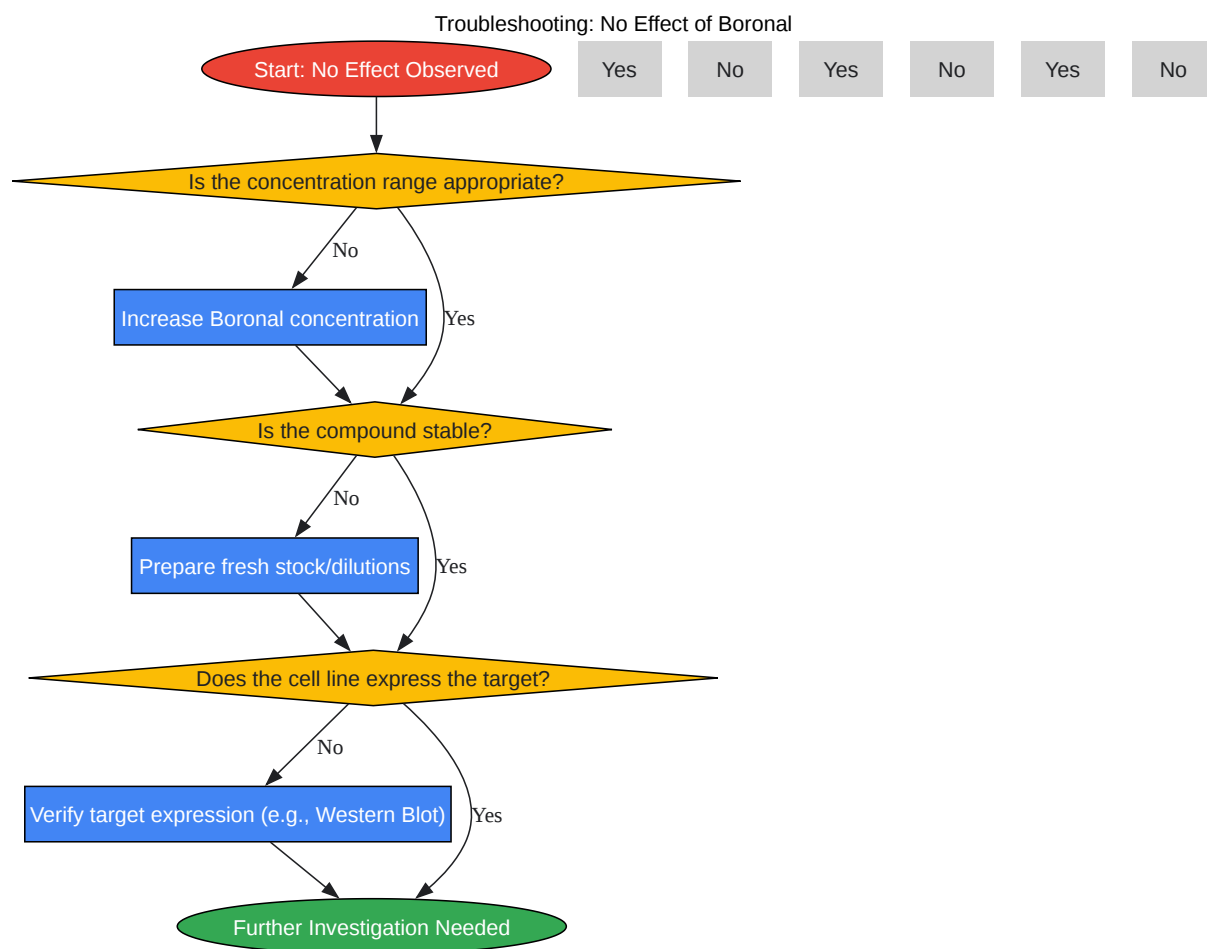 Troubleshooting: No Effect of Boronal
Start: No Effect Observed
Yes
No
Yes
No
Yes
No
Is the concentration range appropriate?
No
Increase Boronal concentration
Yes
Is the compound stable?
No
Prepare fresh stock/dilutions
Yes
Does the cell line express the target?
No
Verify target expression (e.g., Western Blot)
Yes
Further Investigation Needed